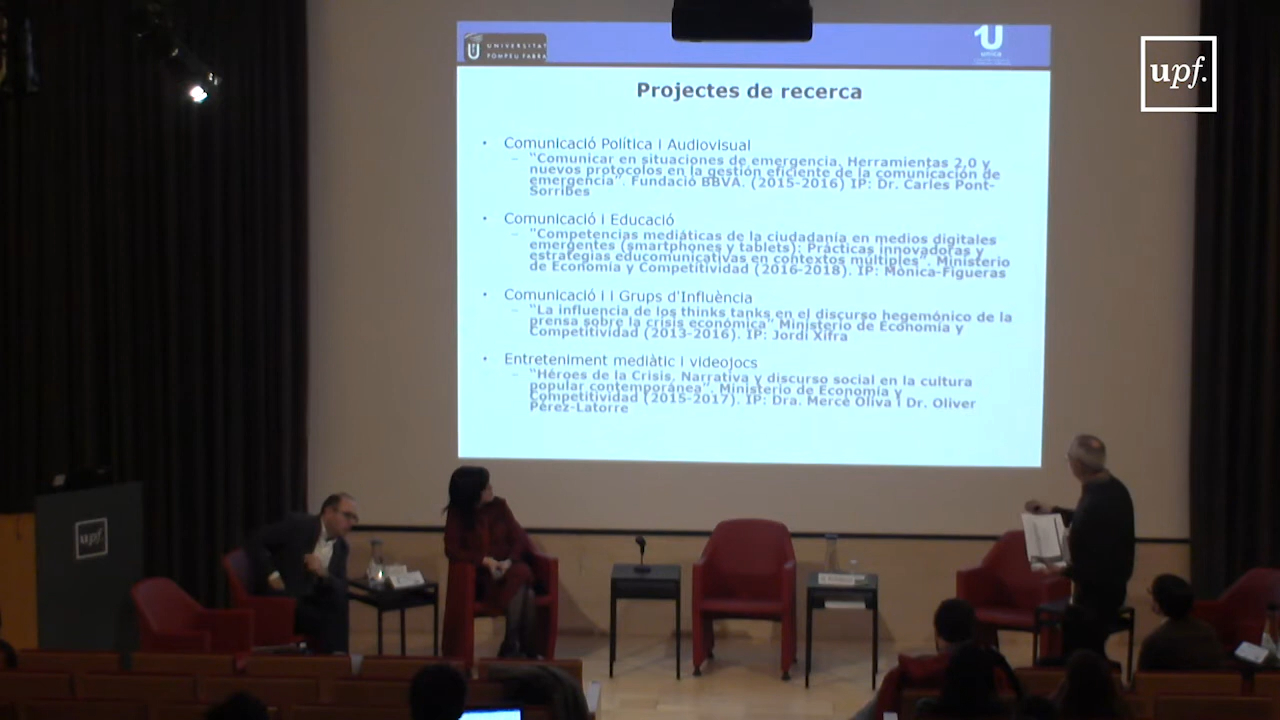 UNIVERSITAT
POMPEU FABRA
upf.
Projectes de recerca
• Comunicació Política i Audiovisual
– "Comunicar en situaciones de emergencia. Herramientas 2.0 y
nuevos protocolos en la gestión eficiente de la comunicación de
emergencia". Fundació BBVA. (2015-2016) IP: Dr. Carles Pont-
Sorribes
• Comunicació i Educació
– "Competencias mediáticas de la ciudadanía en medios digitales
emergentes (smartphones y tablets): Prácticas innovadoras y
estrategias educomunicativas en contextos múltiples". Ministerio
de Economía y Competitividad (2016-2018). IP: Mònica-Figueras
• Comunicació i i Grups d'Influència
– "La influencia de los thinks tanks en el discurso hegemónico de la
prensa sobre la crisis económica" Ministerio de Economía y
Competitividad (2013-2016). IP: Jordi Xifra
• Entreteniment mediàtic i videojocs
– "Héroes de la Crisis. Narrativa y discurso social en la cultura
popular contemporánea". Ministerio de Economía y
Competitividad (2015-2017). IP: Dra. Mercè Oliva i Dr. Oliver
Pérez-Latorre
upf.